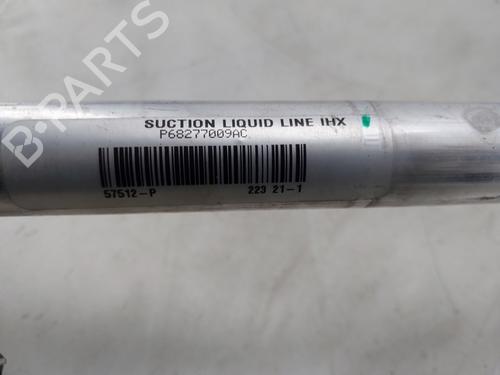 SUCTION LIQUID LINE IHX
P68277009AC
57512-P 223 21-1
B-PARTS